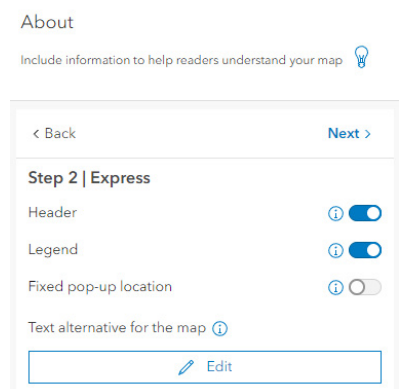 About
Include information to help readers understand your map
< Back Next >
Step 2 | Express
Header
Legend
Fixed pop-up location
Text alternative for the map
Edit